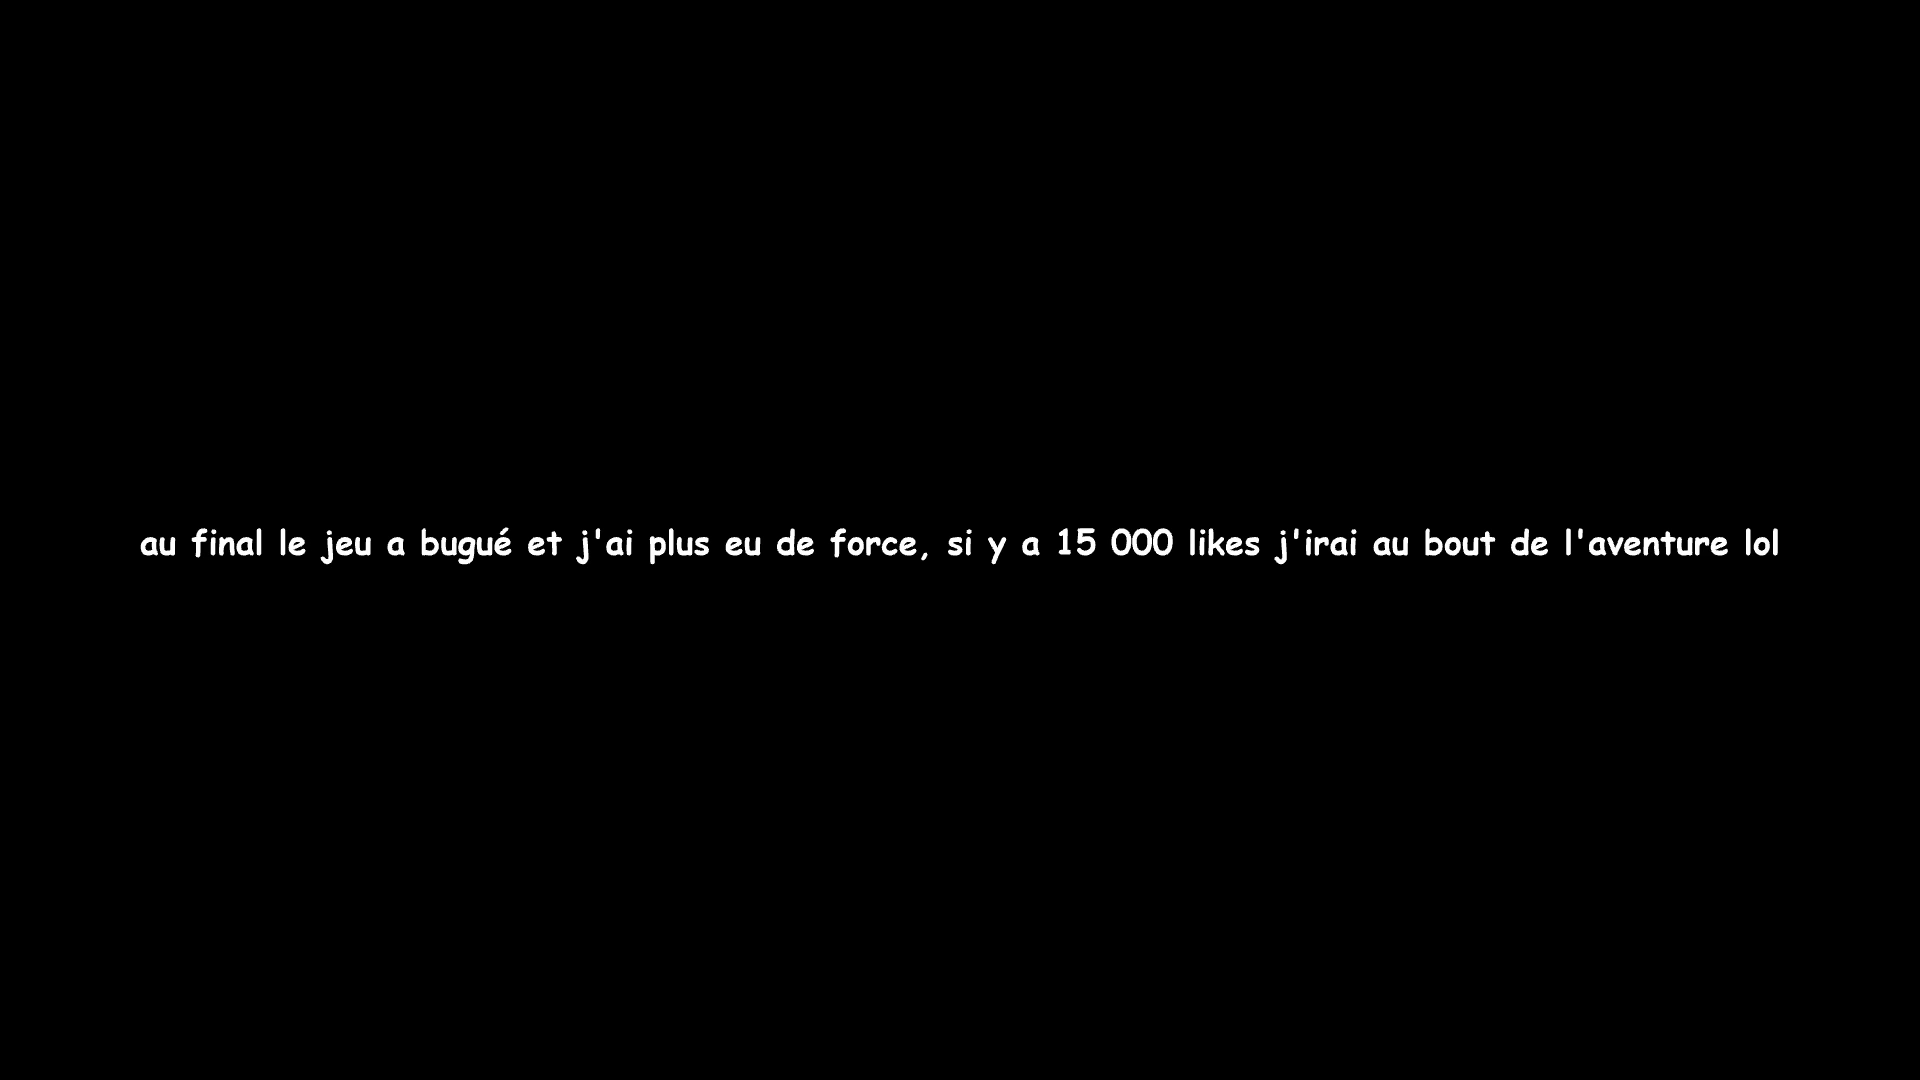 au final le jeu a bugué et j'ai plus eu de force, si y a 15 000 likes j'irai au bout de l'aventure lol